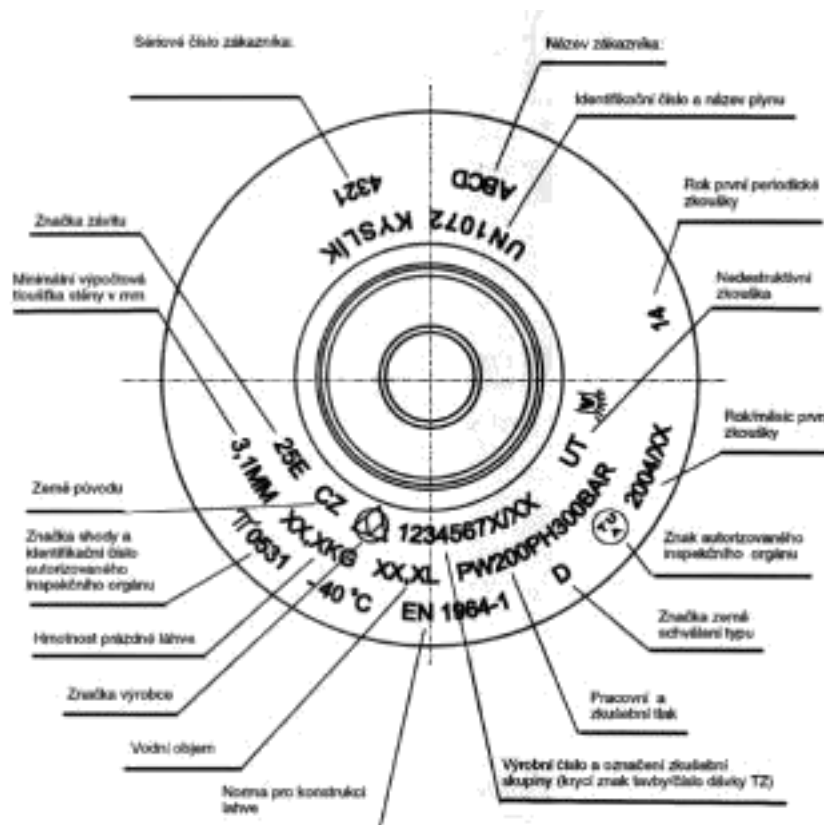 Sériové číslo zákazníka:
Název zákazníka:
Identifikační číslo a název plynu
4321
ABCD
UN1072 KYSLÍK
Rok první periodické
zkoušky
14
Značka závitu
Minimální výpočtová
tloušťka stěny v mm
Nedestruktivní
zkouška
UT
Rok/měsíc prvn
zkoušky
2004/XX
25E
CZ
1234567X/XX
3,1MM
XX,XKG
XX,XL
PW200PH300BAR
π0531
-40 °C
EN 1964-1
D
Země původu
Značka shody a
identifikační číslo
autorizovaného
inspekčního orgánu
Znak autorizovaného
inspekčního orgánu
Hmotnost prázdné láhve
Značka země
schválení typu
Značka výrobce
Pracovní a
zkušební tlak
Vodní objem
Výrobní číslo a označení zkušební
skupiny (krycí znak tavby/číslo dávky TZ)
Norma pro konstrukci
lahve